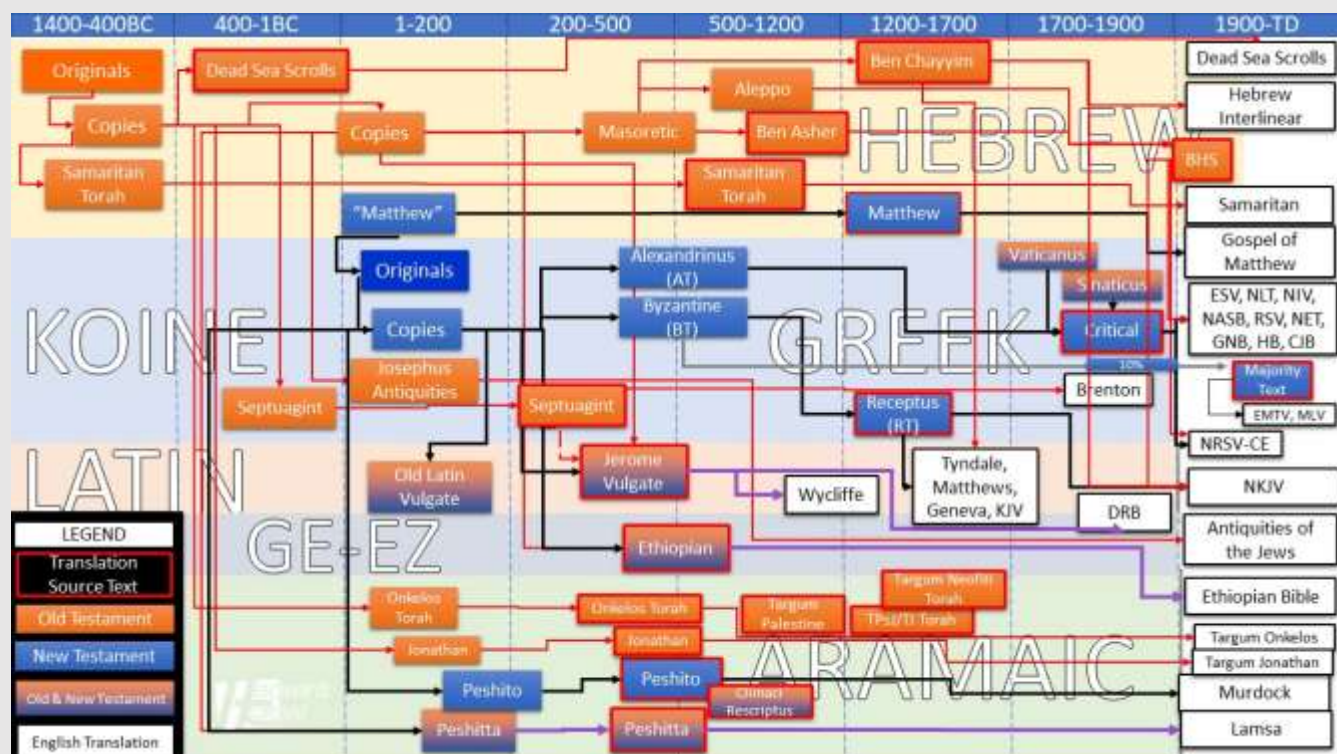 1400-400BC
400-1BC
1-200
200-500
500-1200
1200-1700
1700-1900
1900-TD
Originals
Dead Sea Scrolls
Ben Chayyim
Dead Sea Scrolls
Aleppo
Hebrew
Interlinear
Copies
Copies
Masoretic
Ben Asher
HEBREW
BHS
Samaritan
Torah
Samaritan
Torah
"Matthew"
Matthew
Samaritan
Originals
Alexandrinus
(AT)
Vaticanus
Gospel of
Matthew
Sinaticus
KOINE
Copies
Byzantine
(BT)
GREEK
Critical
ESV, NLT, NIV,
NASB, RSV, NET,
GNB, HB, CJB
10%
Josephus
Antiquities
Majority
Text
Septuagint
Septuagint
Receptus
(RT)
Brenton
EMTV, MLV
NRSV-CE
LATIN
Old Latin
Vulgate
Jerome
Vulgate
Wycliffe
Tyndale,
Matthews,
Geneva, KJV
NKJV
DRB
GE-EZ
Ethiopian
Antiquities of
the Jews
Ethiopian Bible
Onkelos
Torah
Onkelos Torah
Targum
Palestine
Targum Neofiti
Torah
TPsJ/TJ Torah
Jonathan
Jonathan
ARAMAIC
Targum Onkelos
Targum Jonathan
Peshito
Peshito
Climaci
Rescriptus
Murdock
Peshitta
Peshitta
Lamsa
LEGEND
Translation
Source Text
Old Testament
New Testament
Old & New Testament
English Translation